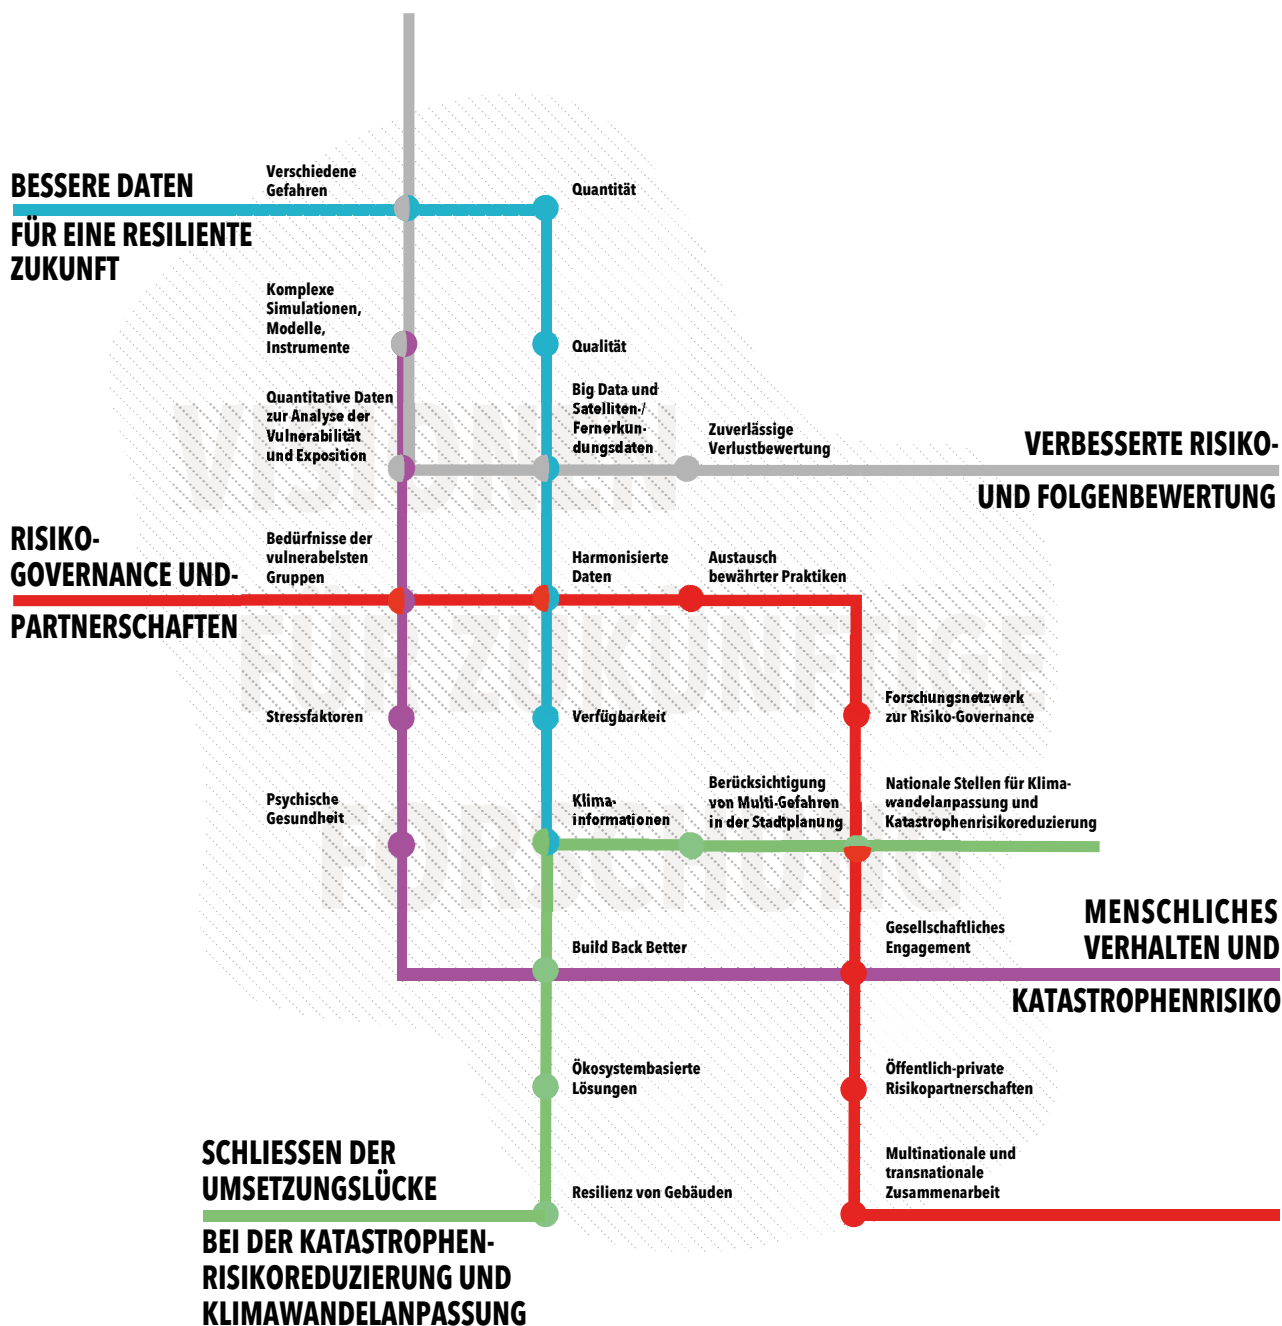 BESSERE DATEN
FÜR EINE RESILIENTE
ZUKUNFT
Verschiedene
Gefahren
Quantität
Komplexe
Simulationen,
Modelle,
Instrumente
Qualität
Quantitative Daten
zur Analyse der
Vulnerabilität
und Exposition
Big Data und
Satelliten-/
Fernerkun-
dungsdaten
Zuverlässige
Verlustbewertung
VERBESSERTE RISIKO-
UND FOLGENBEWERTUNG
VISIONEN
FÜR ZUKÜNFTIGE
FORSCHUNG
RISIKO-
GOVERNANCE UND-
PARTNERSCHAFTEN
Bedürfnisse der
vulnerabelsten
Gruppen
Harmonisierte
Daten
Austausch
bewährter Praktiken
Stressfaktoren
Verfügbarkeit
Forschungsnetzwerk
zur Risiko-Governance
Psychische
Gesundheit
Klima-
informationen
Berücksichtigung
von Multi-Gefahren
in der Stadtplanung
Nationale Stellen für Klima-
wandelanpassung und
Katastrophenrisikoreduzierung
MENSCHLICHES
VERHALTEN UND
KATASTROPHENRISIKO
Build Back Better
Gesellschaftliches
Engagement
Ökosystembasierte
Lösungen
Öffentlich-private
Risikopartnerschaften
SCHLIESSEN DER
UMSETZUNGSLÜCKE
BEI DER KATASTROPHEN-
RISIKOREDUZIERUNG UND
KLIMAWANDELANPASSUNG
Resilienz von Gebäuden
Multinationale und
transnationale
Zusammenarbeit